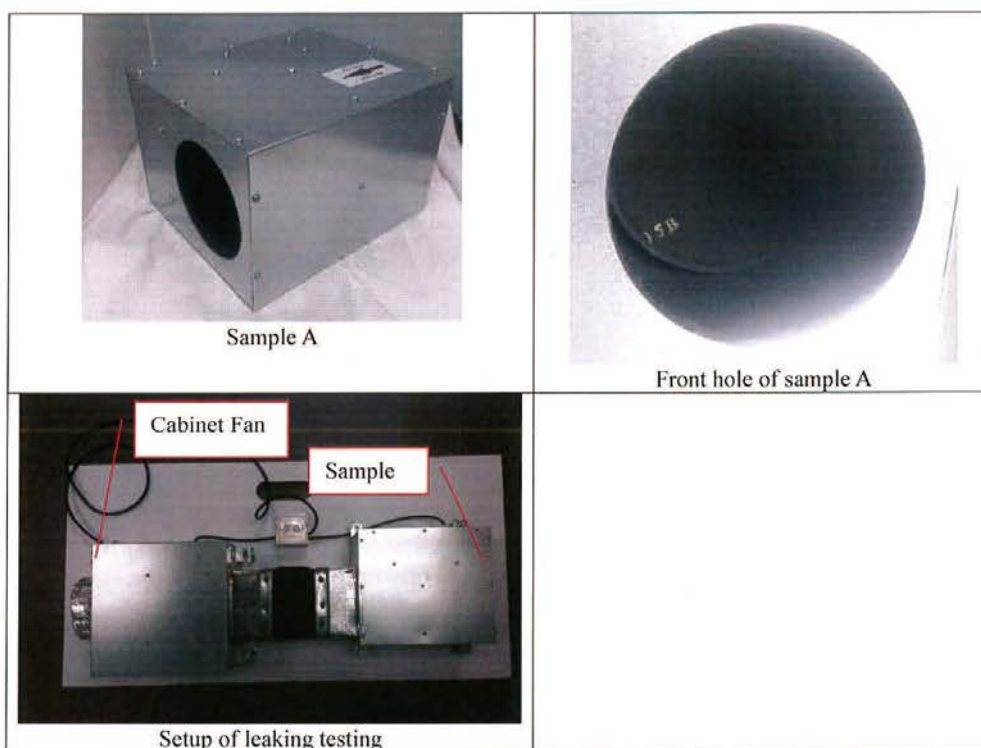 Sample A
Front hole of sample A
Cabinet Fan
Sample
Setup of leaking testing